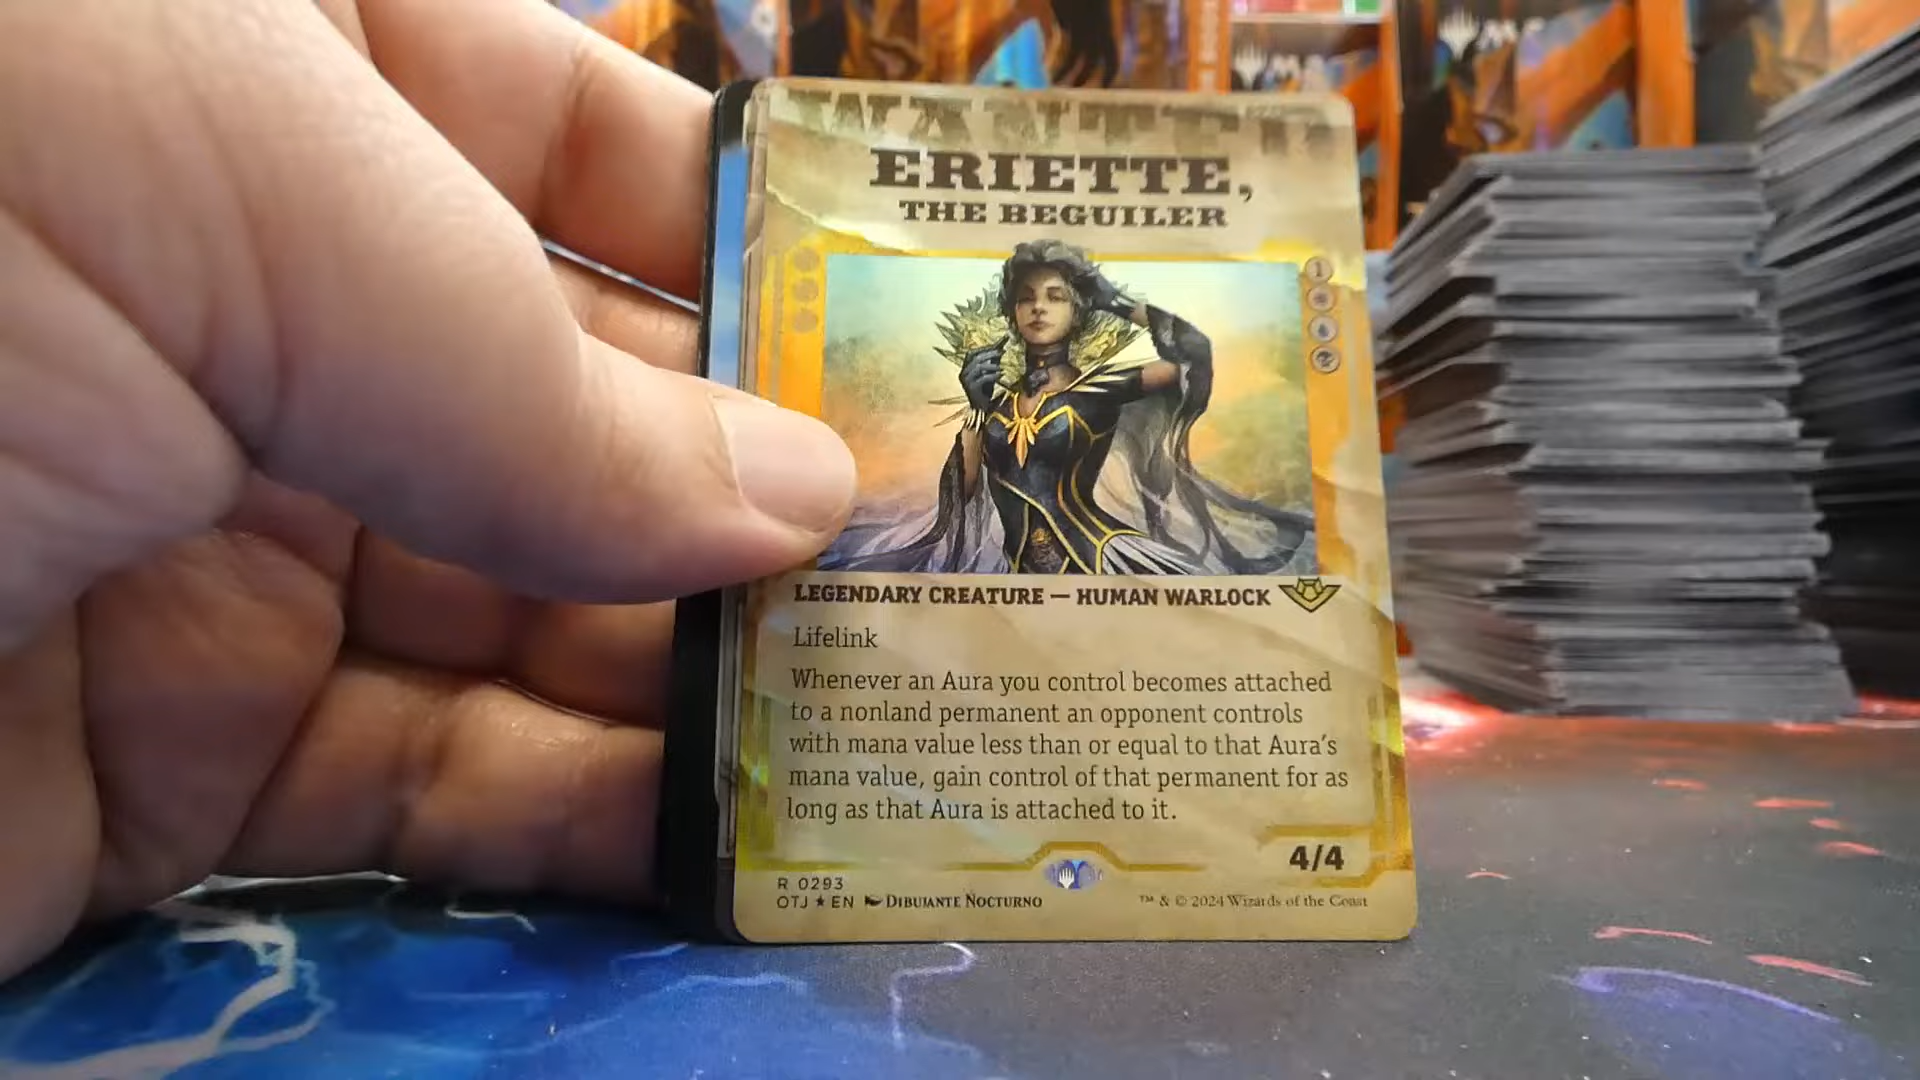 WANTED
ERIETTE,
THE BEGUILER
1
LEGENDARY CREATURE — HUMAN WARLOCK
Lifelink
Whenever an Aura you control becomes attached
to a nonland permanent an opponent controls
with mana value less than or equal to that Aura's
mana value, gain control of that permanent for as
long as that Aura is attached to it.
4/4
R 0293
OTJ ★ EN DIBUJANTE NOCTURNO
™ & © 2024 Wizards of the Coast